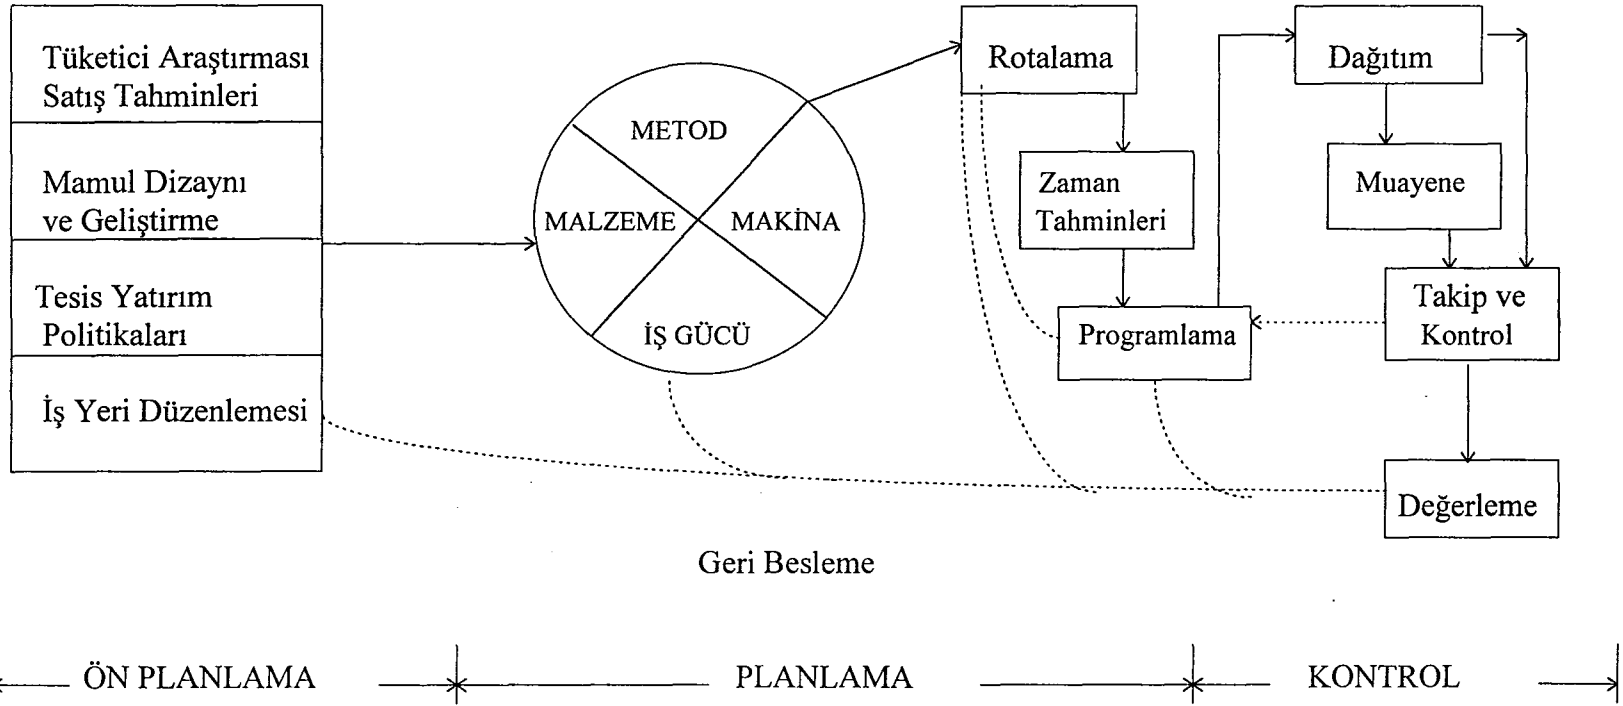 Tüketici Araştırması
Satış Tahminleri
Mamul Dizaynı
ve Geliştirme
Tesis Yatırım
Politikaları
İş Yeri Düzenlemesi
METOD
MALZEME
MAKİNA
İŞ GÜCÜ
Rotalama
Zaman
Tahminleri
Programlama
Dağıtım
Muayene
Takip ve
Kontrol
Değerleme
Geri Besleme
ÖN PLANLAMA
PLANLAMA
KONTROL